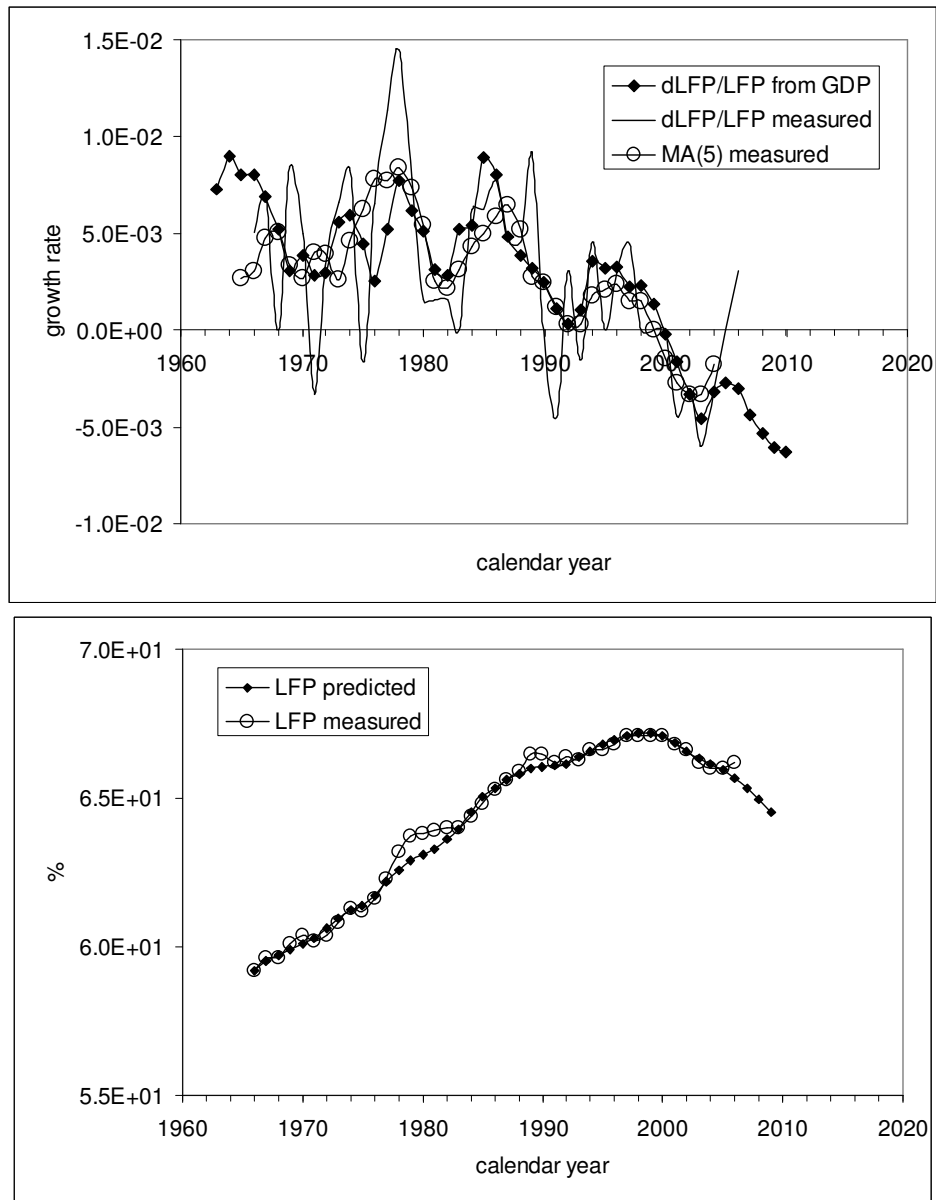 1.5E-02
1.0E-02
5.0E-03
0.0E+00
-5.0E-03
-1.0E-02
growth rate
dLFP/LFP from GDP
dLFP/LFP measured
MA(5) measured
1960 1970 1980 1990 2000 2010 2020
calendar year
7.0E+01
6.5E+01
6.0E+01
5.5E+01
%
LFP predicted
LFP measured
1960 1970 1980 1990 2000 2010 2020
calendar year